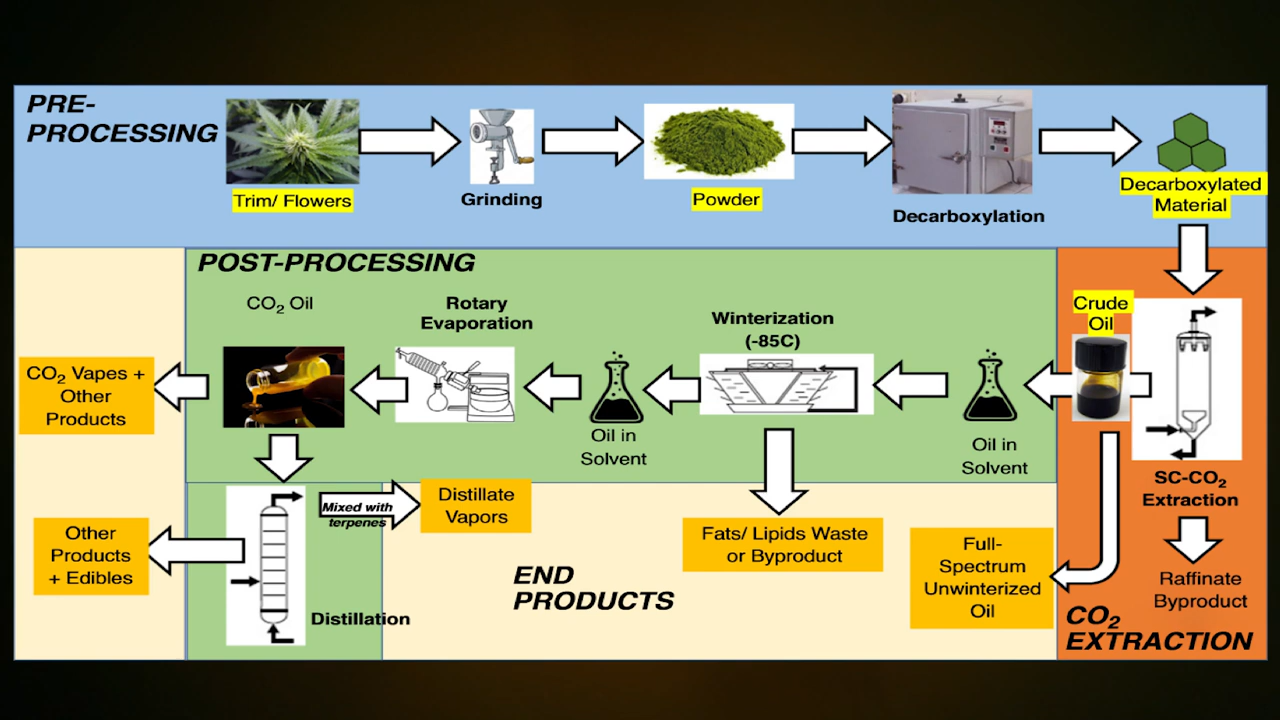 PRE-
PROCESSING
Trim/ Flowers
Grinding
Powder
Decarboxylation
Decarboxylated
Material
POST-PROCESSING
CO₂ Oil
Rotary
Evaporation
Winterization
(-85C)
Crude
Oil
CO₂ Vapes +
Other
Products
Oil in
Solvent
Oil in
Solvent
SC-CO₂
Extraction
Mixed with
terpenes
Distillate
Vapors
Other
Products
+ Edibles
Fats/ Lipids Waste
or Byproduct
Full-
Spectrum
Unwinterized
Oil
Raffinate
Byproduct
END
PRODUCTS
Distillation
CO₂
EXTRACTION